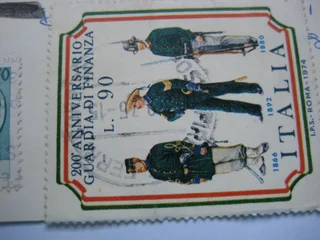 200° ANNIVERSARIO
GUARDIA DI FINANZA
L. 90
1866
1892
1880
ITALIA
I.P.S. - ROMA - 1974